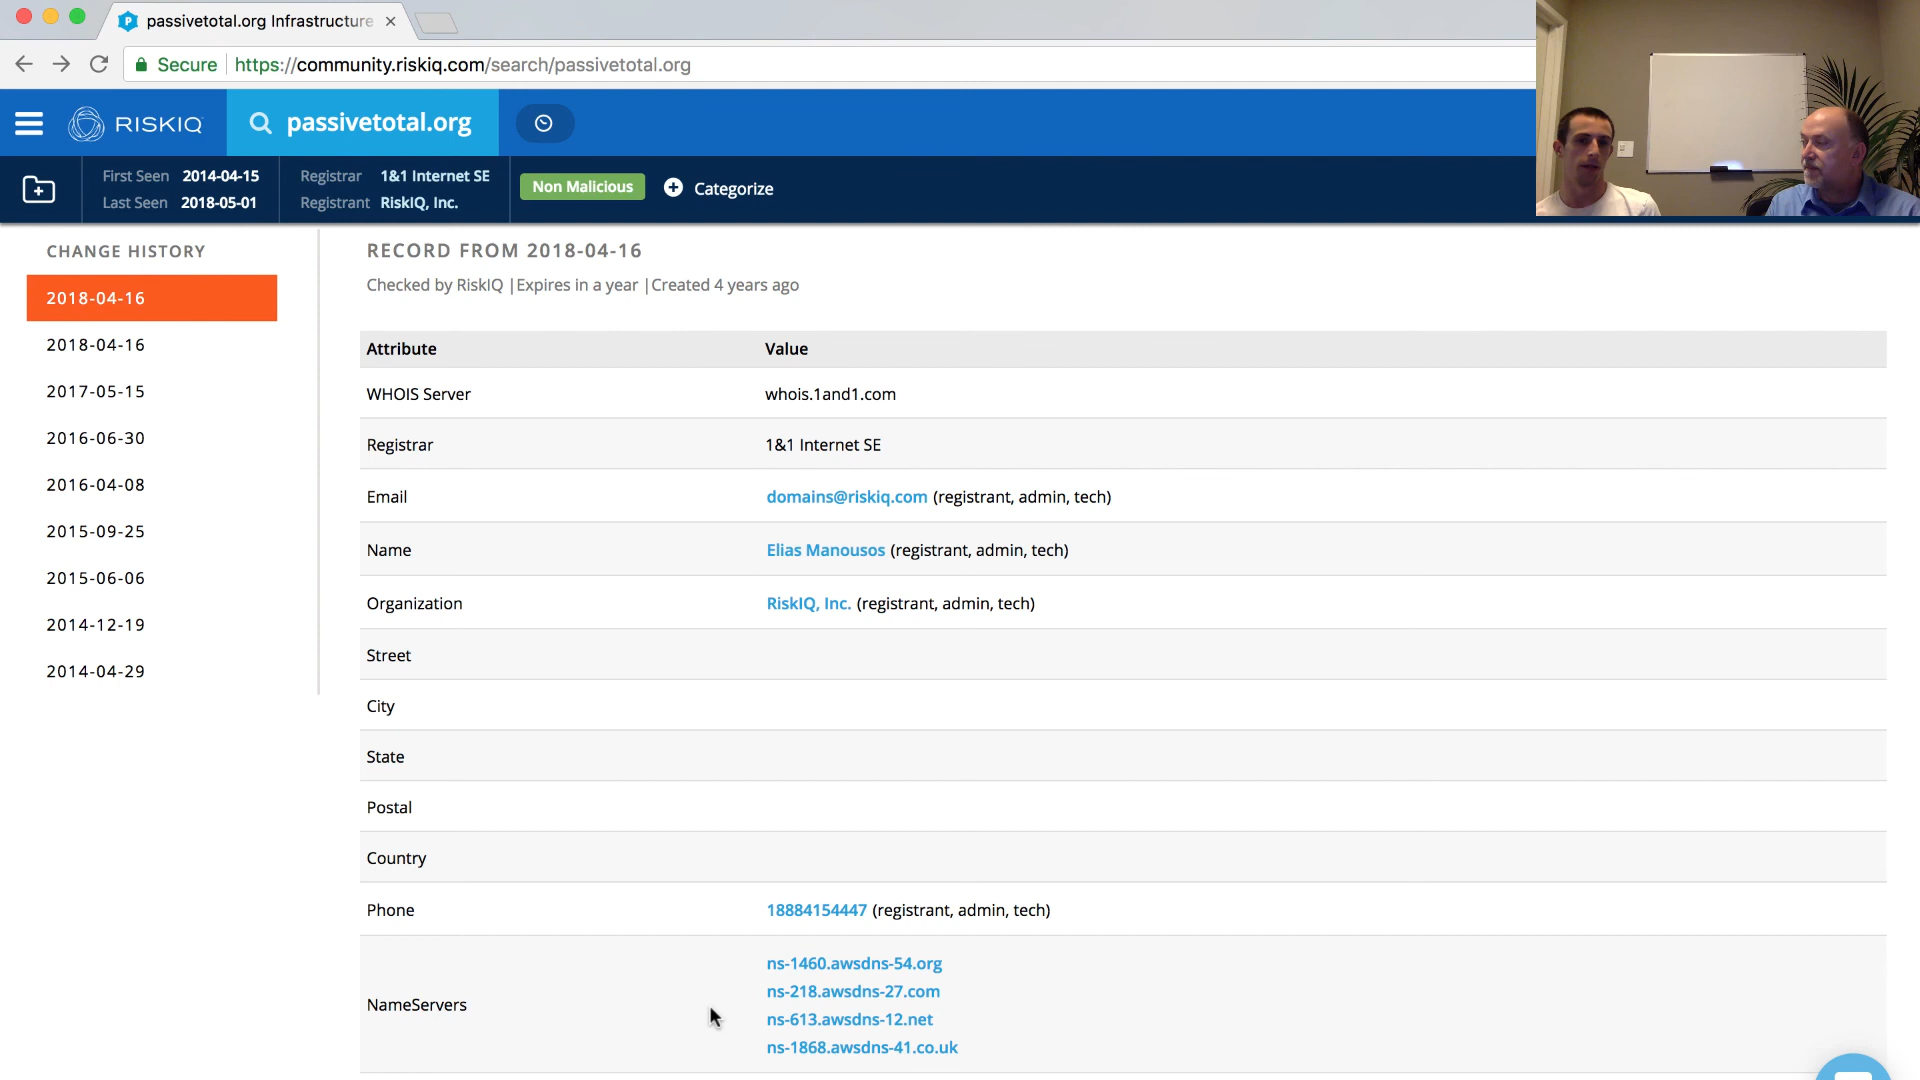 passivetotal.org Infrastructure
Secure https://community.riskiq.com/search/passivetotal.org
RISKIQ passivetotal.org
First Seen 2014-04-15 Registrar 1&1 Internet SE Non Malicious Categorize
Last Seen 2018-05-01 Registrant RiskIQ, Inc.
CHANGE HISTORY
2018-04-16
2018-04-16
2017-05-15
2016-06-30
2016-04-08
2015-09-25
2015-06-06
2014-12-19
2014-04-29
RECORD FROM 2018-04-16
Checked by RiskIQ |Expires in a year |Created 4 years ago
Attribute Value
WHOIS Server whois.1and1.com
Registrar 1&1 Internet SE
Email domains@riskiq.com (registrant, admin, tech)
Name Elias Manousos (registrant, admin, tech)
Organization RiskIQ, Inc. (registrant, admin, tech)
Street
City
State
Postal
Country
Phone 18884154447 (registrant, admin, tech)
NameServers
ns-1460.awsdns-54.org
ns-218.awsdns-27.com
ns-613.awsdns-12.net
ns-1868.awsdns-41.co.uk